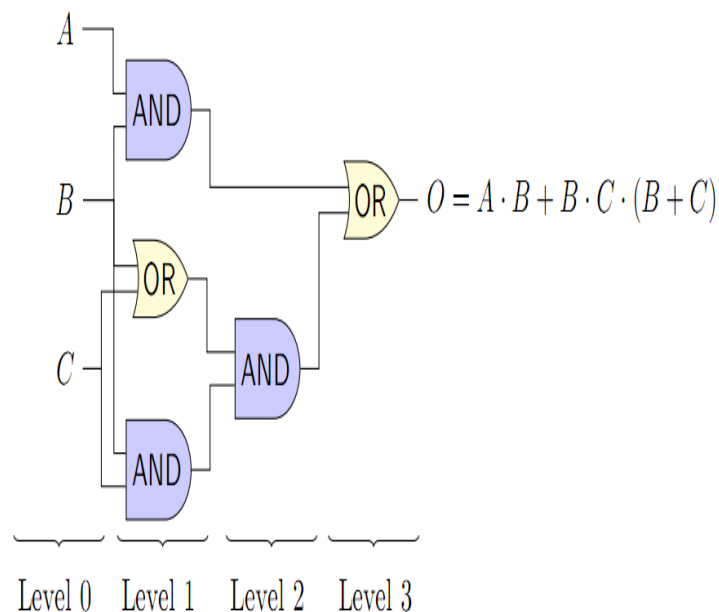 A
AND
B
OR
O = A · B + B · C · (B + C)
OR
C
AND
AND
Level 0 Level 1 Level 2 Level 3